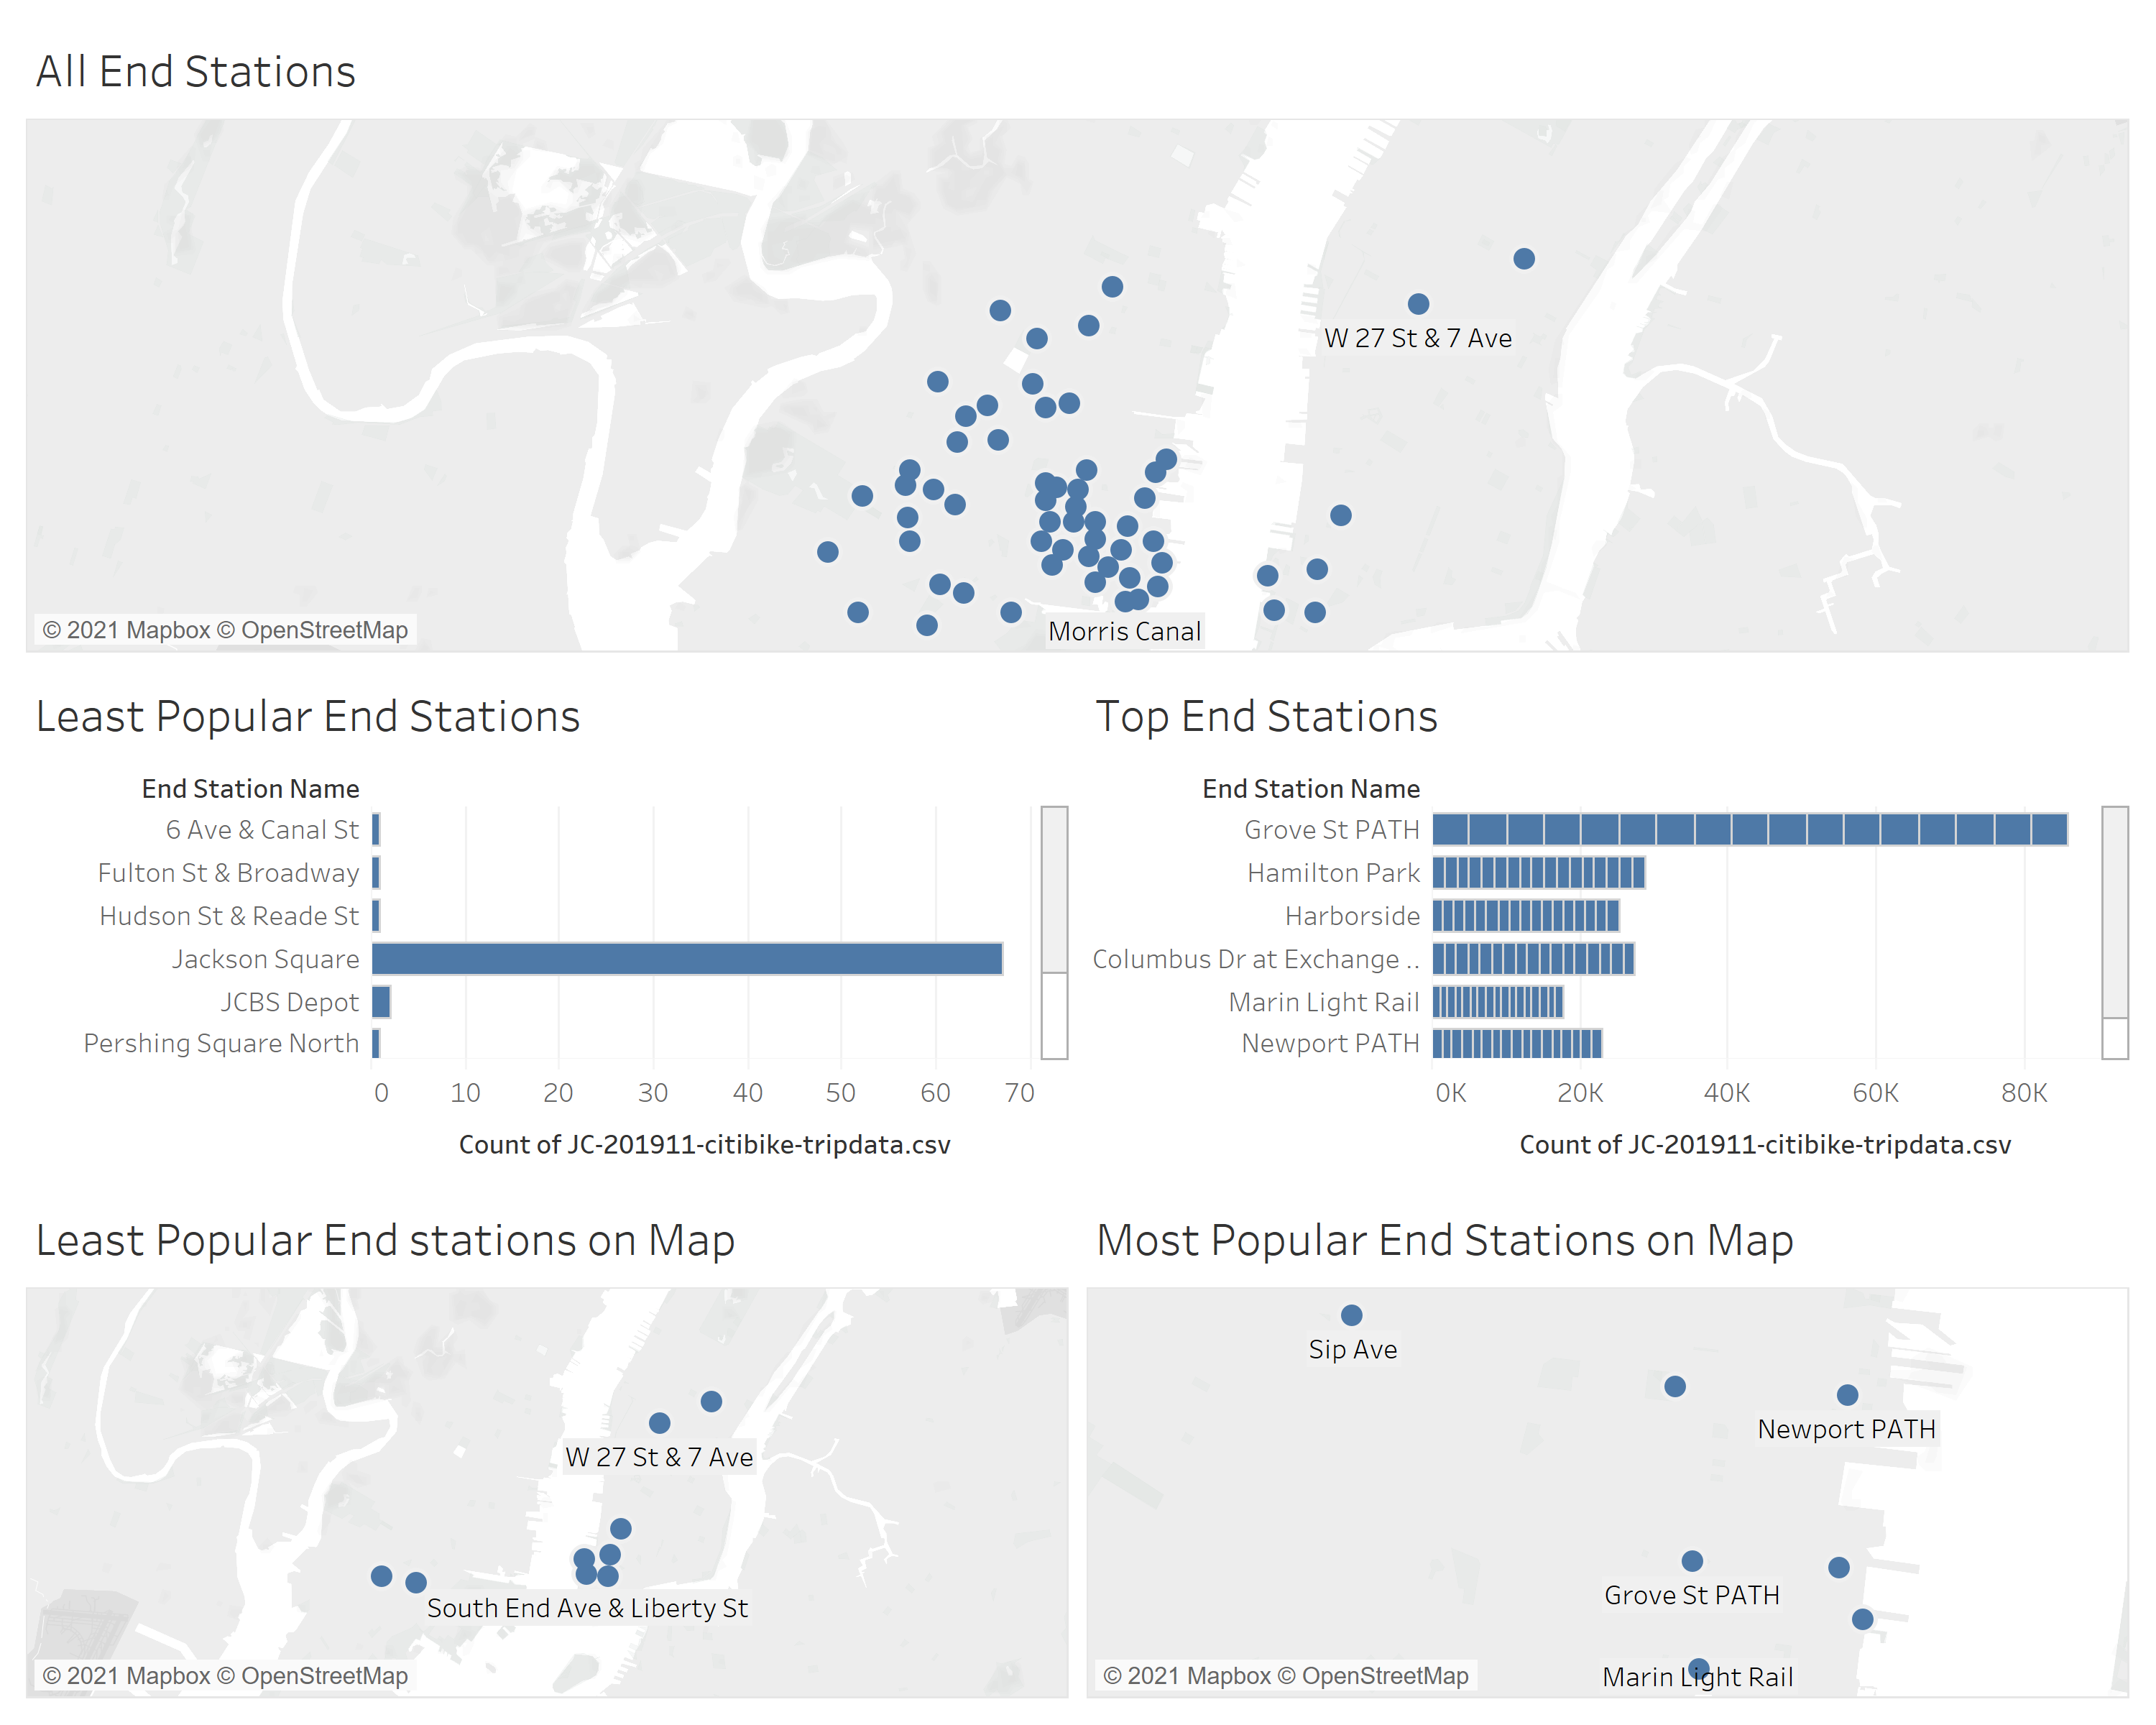 All End Stations
W 27 St & 7 Ave
Morris Canal
© 2021 Mapbox © OpenStreetMap
Least Popular End Stations
End Station Name
6 Ave & Canal St
Fulton St & Broadway
Hudson St & Reade St
Jackson Square
JCBS Depot
Pershing Square North
0 10 20 30 40 50 60 70
Count of JC-201911-citibike-tripdata.csv
Top End Stations
End Station Name
Grove St PATH
Hamilton Park
Harborside
Columbus Dr at Exchange ..
Marin Light Rail
Newport PATH
0K 20K 40K 60K 80K
Count of JC-201911-citibike-tripdata.csv
Least Popular End stations on Map
W 27 St & 7 Ave
South End Ave & Liberty St
© 2021 Mapbox © OpenStreetMap
Most Popular End Stations on Map
Sip Ave
Newport PATH
Grove St PATH
Marin Light Rail
© 2021 Mapbox © OpenStreetMap